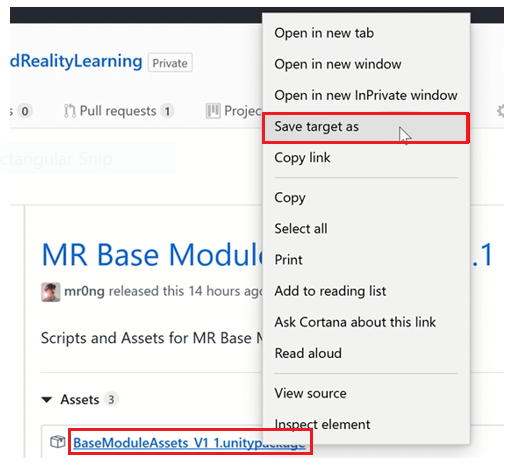 dRealityLearning Private
s 0 Pull requests 1 Projec
ctangular Snip
MR Base Modul .1
mr0ng released this 14 hours ago
Scripts and Assets for MR Base M
Assets 3
BaseModuleAssets_V1_1.unitypackage
Open in new tab
Open in new window
Open in new InPrivate window
Save target as
Copy link
Copy
Select all
Print
Add to reading list
Ask Cortana about this link
Read aloud
View source
Inspect element